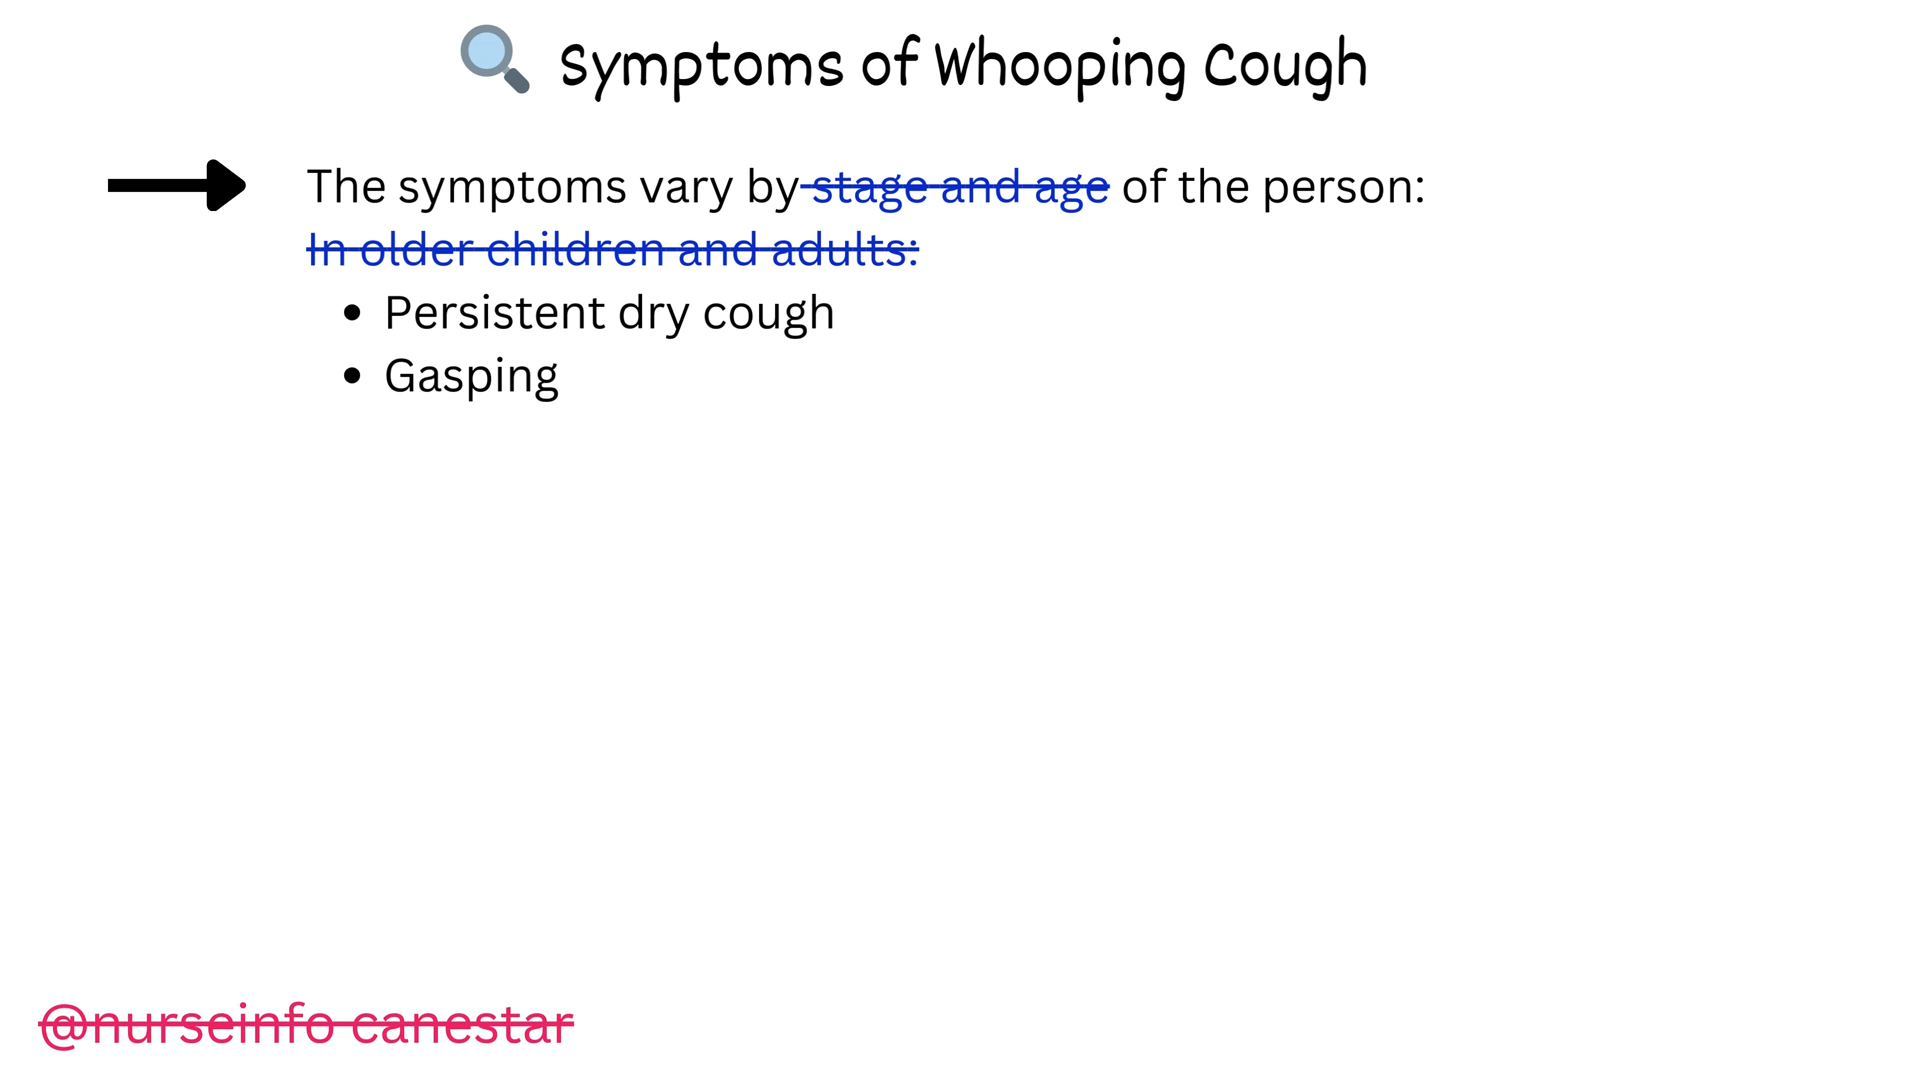 Symptoms of Whooping Cough
The symptoms vary by stage and age of the person:
In older children and adults:
• Persistent dry cough
• Gasping
@nurseinfo canestar